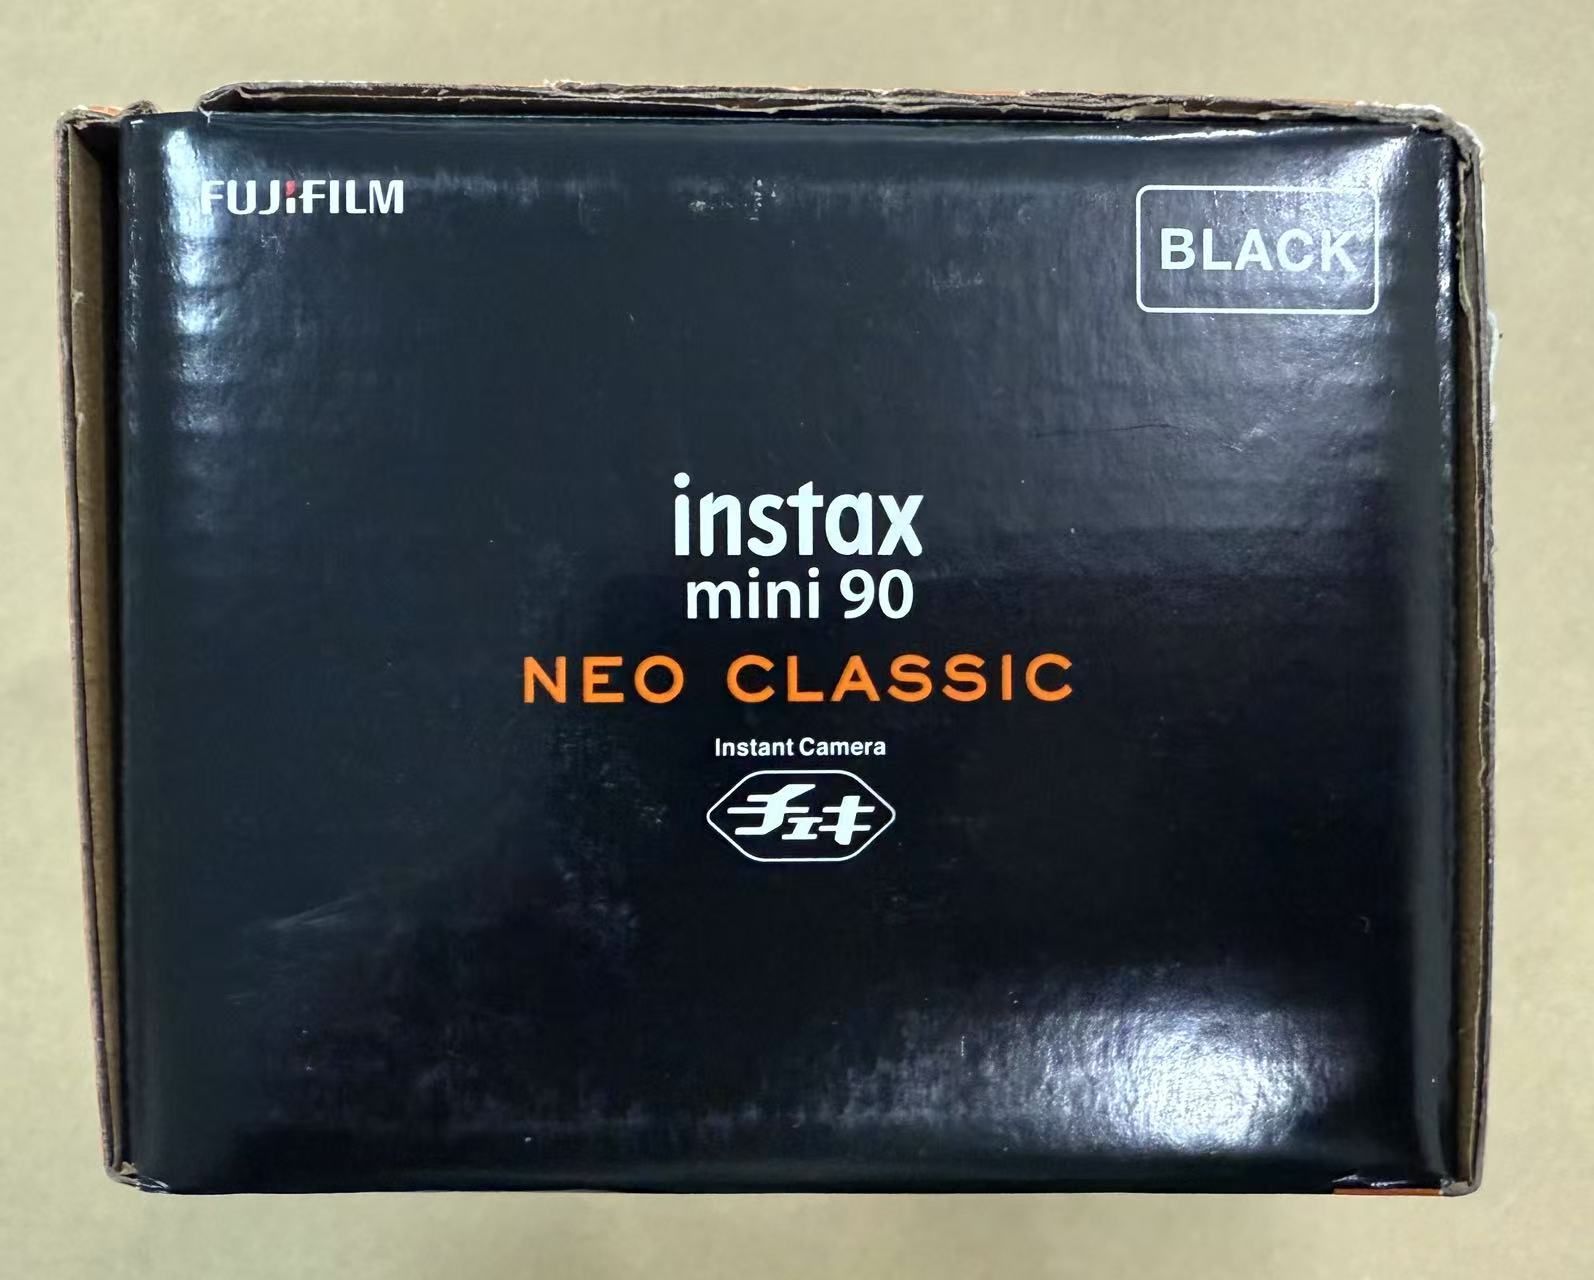 FUJIFILM
BLACK
instax
mini 90
NEO CLASSIC
Instant Camera
チェキ